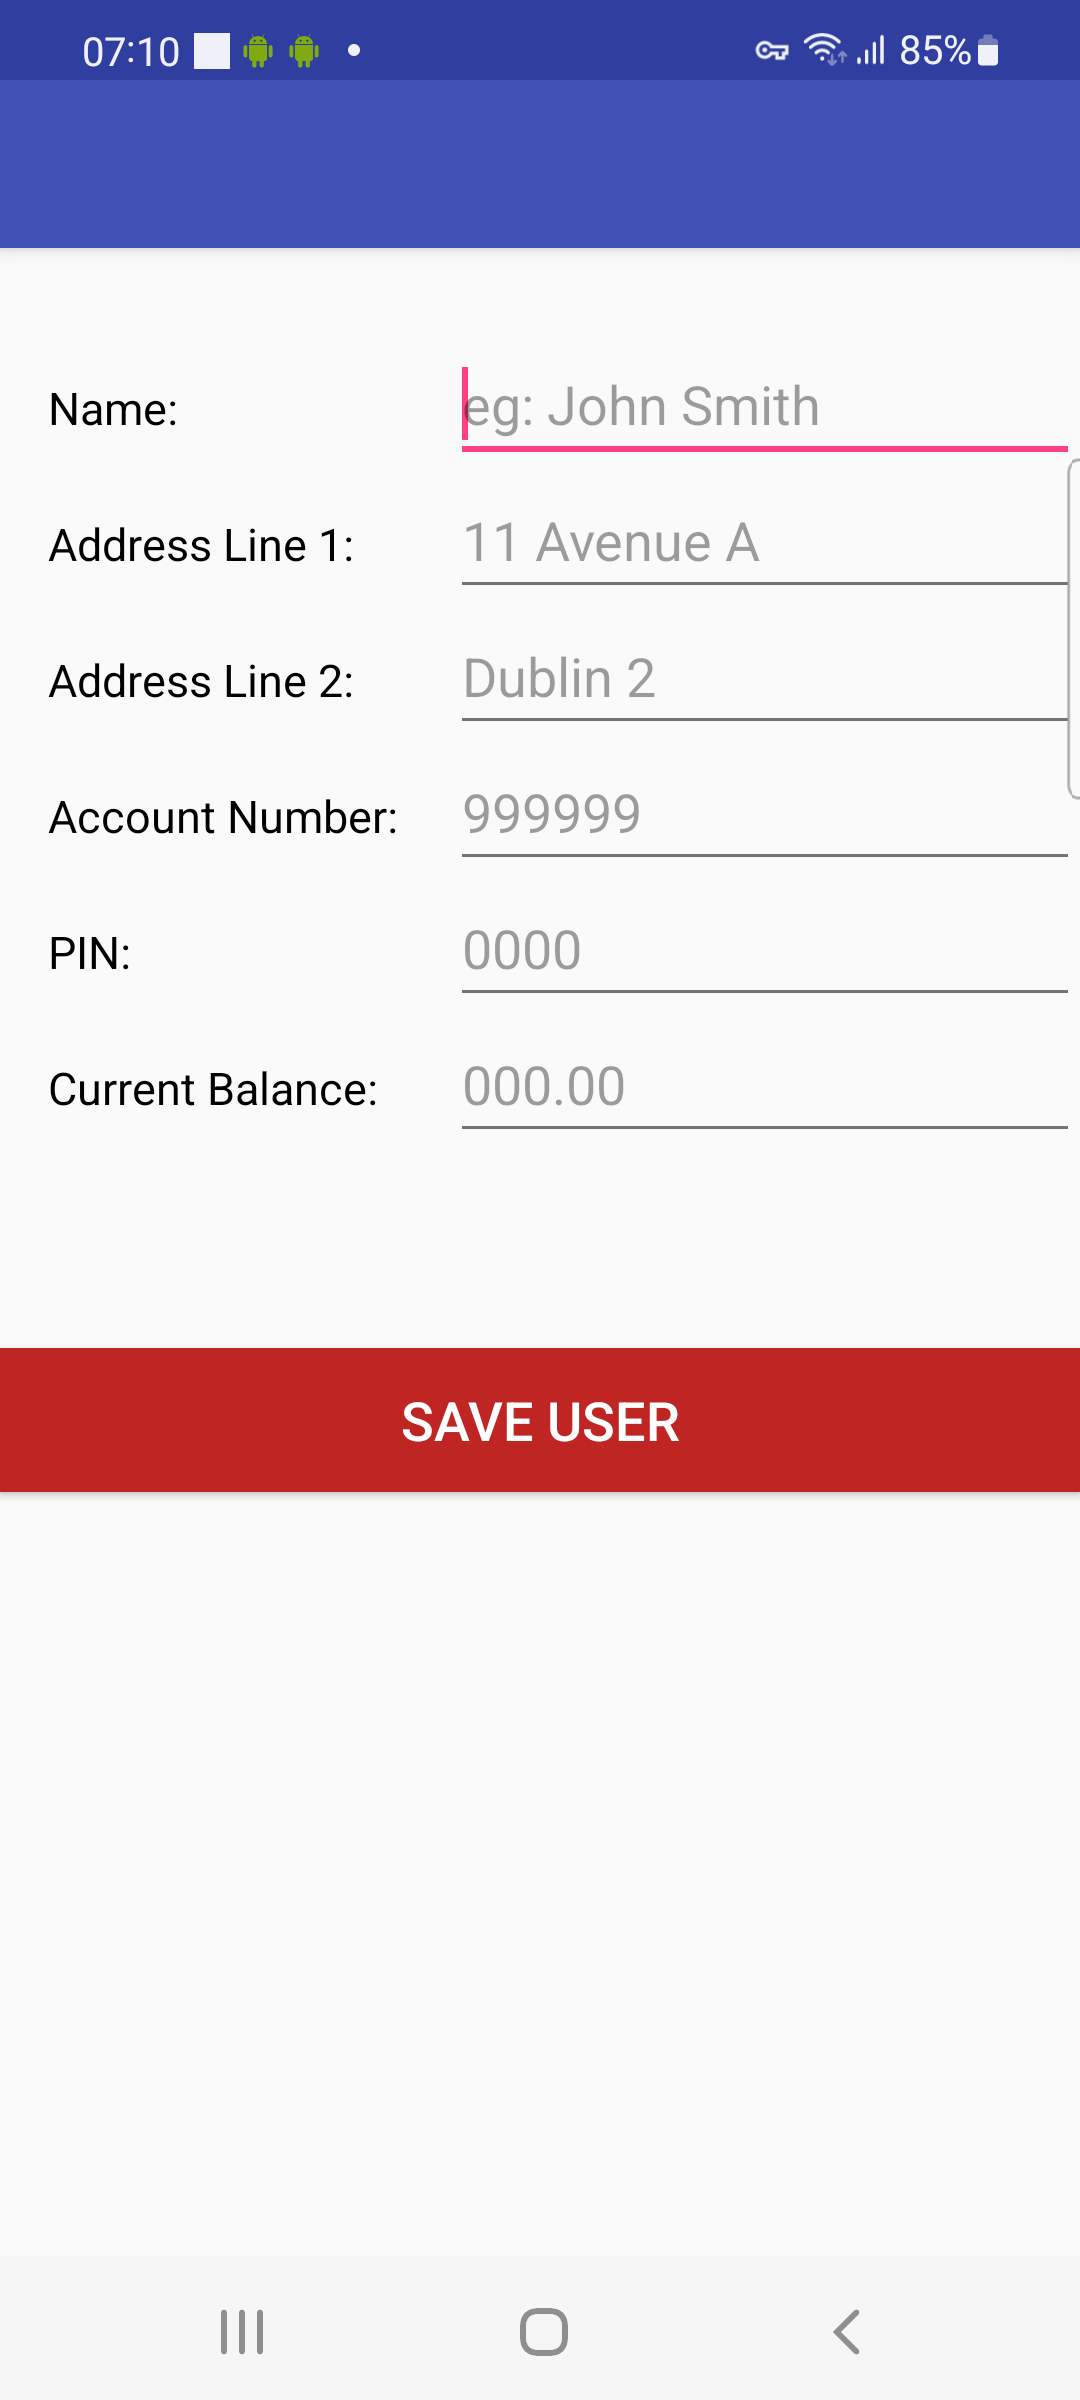 07:10 85%
Name: eg: John Smith
Address Line 1: 11 Avenue A
Address Line 2: Dublin 2
Account Number: 999999
PIN: 0000
Current Balance: 000.00
SAVE USER